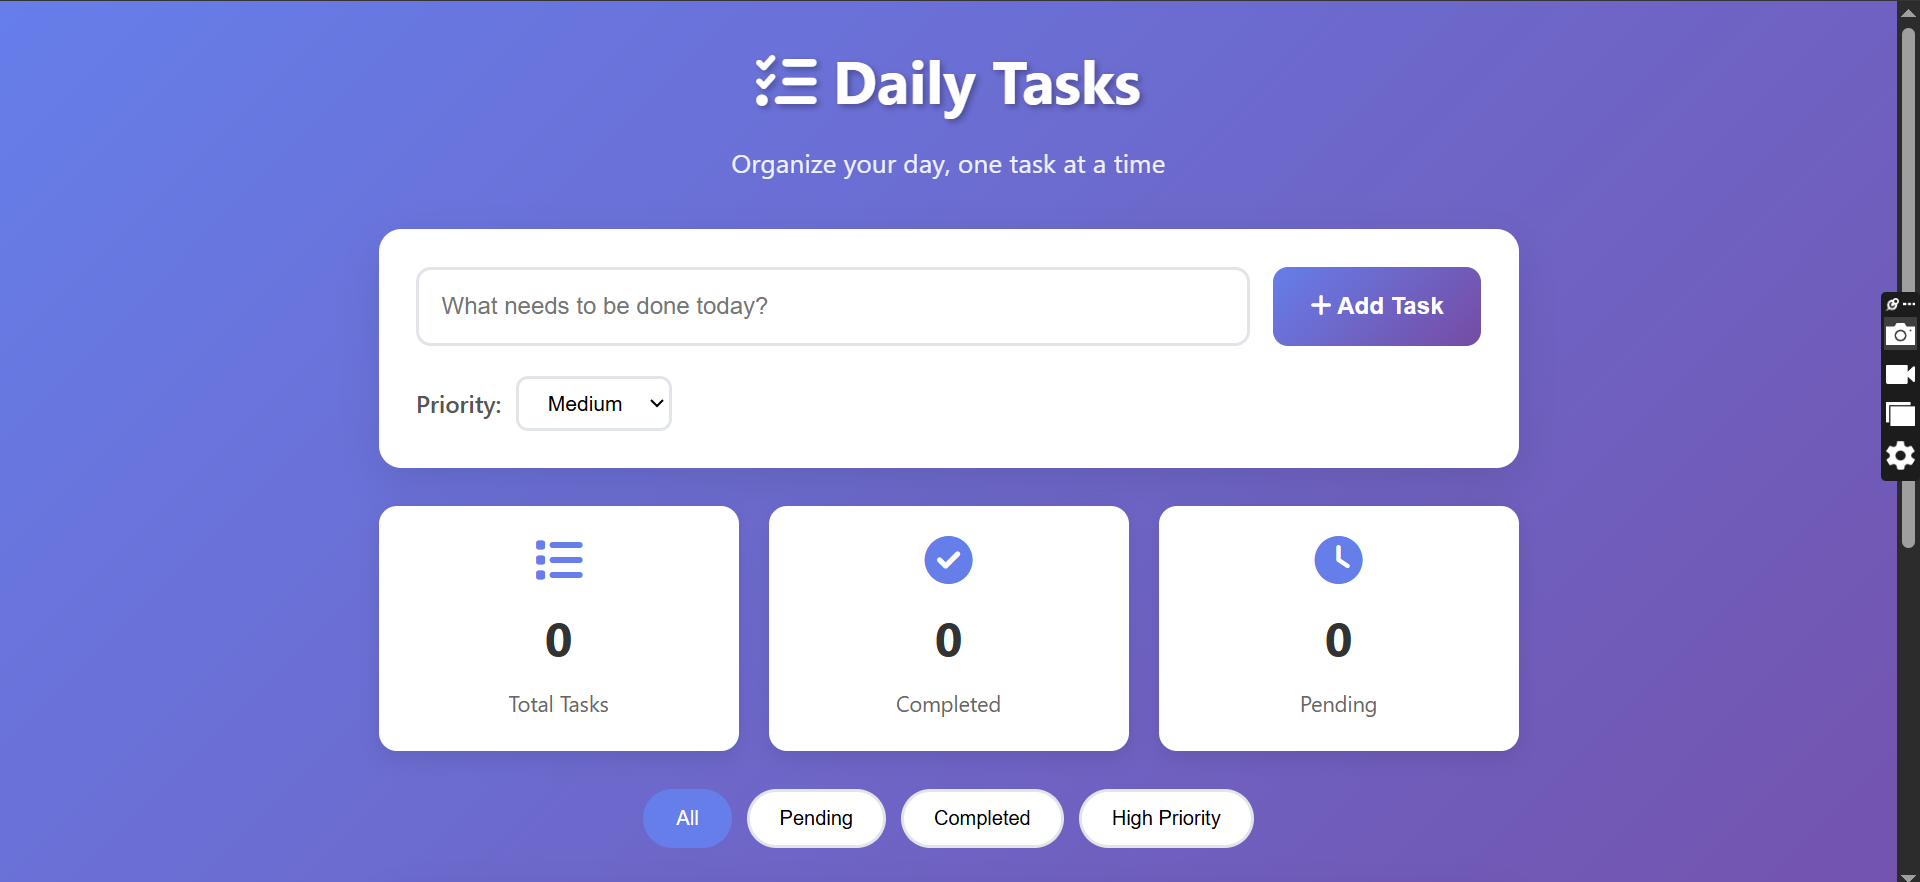 Daily Tasks
Organize your day, one task at a time
What needs to be done today?
Add Task
Priority: Medium
0
Total Tasks
0
Completed
0
Pending
All
Pending
Completed
High Priority